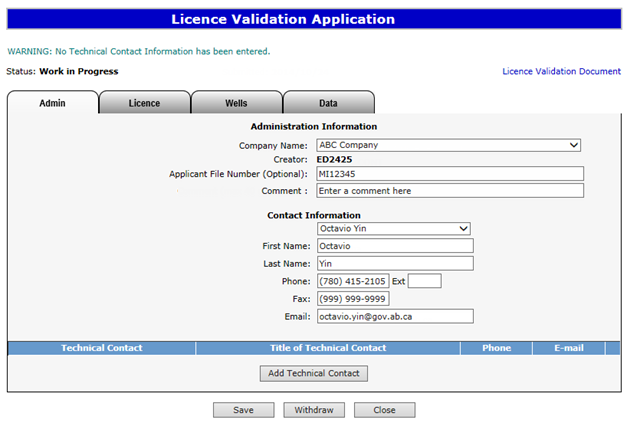 Licence Validation Application
WARNING: No Technical Contact Information has been entered.
Status: Work in Progress Licence Validation Document
Admin Licence Wells Data
Administration Information
Company Name: ABC Company
Creator: ED2425
Applicant File Number (Optional): MI12345
Comment : Enter a comment here
Contact Information
Octavio Yin
First Name: Octavio
Last Name: Yin
Phone: (780) 415-2105 Ext
Fax: (999) 999-9999
Email: octavio.yin@gov.ab.ca
Technical Contact Title of Technical Contact Phone E-mail
Add Technical Contact
Save Withdraw Close